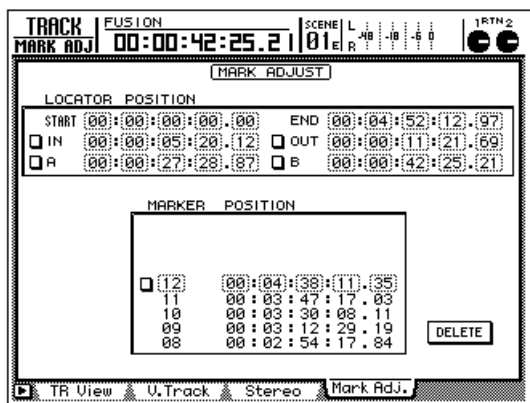 TRACK FUSION SCENE L -48 -18 -6 0 1RTN2
MARK ADJ 00:00:42:25.21 01E R
MARK ADJUST
LOCATOR POSITION
START 00:00:00:00.00 END 00:04:52:12.97
IN 00:00:05:20.12 OUT 00:00:11:21.69
A 00:00:27:28.87 B 00:00:42:25.21
MARKER POSITION
12 00:04:38:11.35
11 00:03:47:17.03
10 00:03:30:08.11
09 00:03:12:29.19
08 00:02:54:17.84
DELETE
TR View V.Track Stereo Mark Adj.